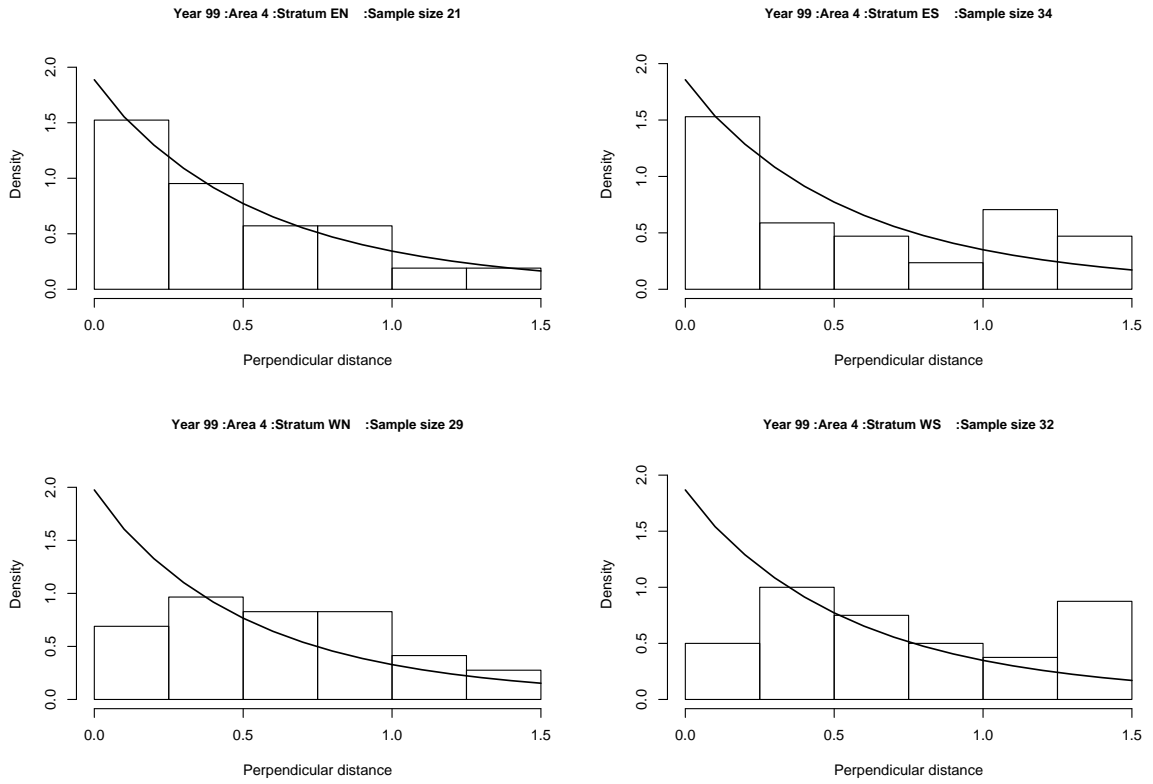 Year 99 :Area 4 :Stratum EN :Sample size 21
2.0
1.5
1.0
0.5
0.0
Density
0.0 0.5 1.0 1.5
Perpendicular distance
Year 99 :Area 4 :Stratum ES :Sample size 34
2.0
1.5
1.0
0.5
0.0
Density
0.0 0.5 1.0 1.5
Perpendicular distance
Year 99 :Area 4 :Stratum WN :Sample size 29
2.0
1.5
1.0
0.5
0.0
Density
0.0 0.5 1.0 1.5
Perpendicular distance
Year 99 :Area 4 :Stratum WS :Sample size 32
2.0
1.5
1.0
0.5
0.0
Density
0.0 0.5 1.0 1.5
Perpendicular distance